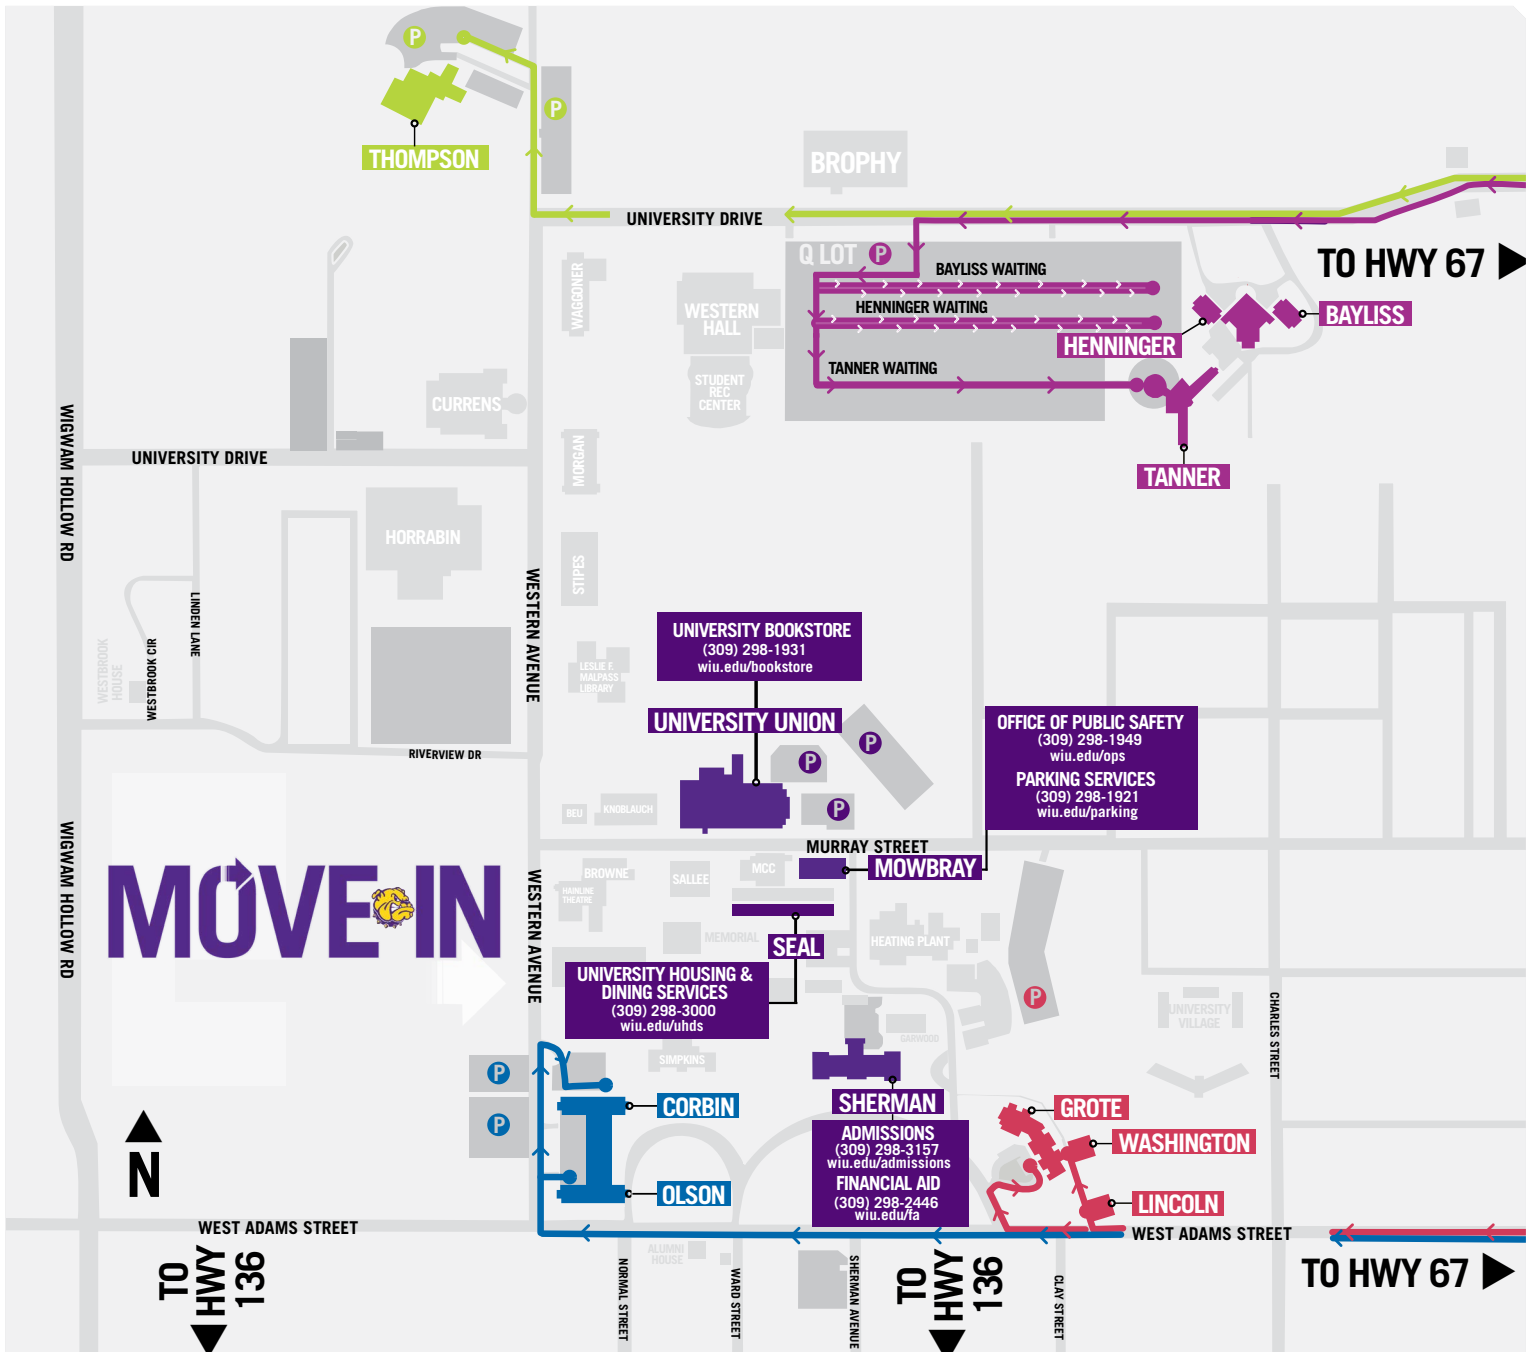 P
P
THOMPSON
BROPHY
UNIVERSITY DRIVE
TO HWY 67
Q LOT P
BAYLISS WAITING
HENNINGER WAITING
TANNER WAITING
BAYLISS
HENNINGER
TANNER
WAGGONER
WESTERN
HALL
STUDENT
REC
CENTER
CURRENS
MORGAN
UNIVERSITY DRIVE
WIGWAM HOLLOW RD
HORRABIN
STIPES
WESTERN AVENUE
LINDEN LANE
WESTBROOK CIR
WESTBROOK
HOUSE
LESLIE F.
MALPASS
LIBRARY
UNIVERSITY BOOKSTORE
(309) 298-1931
wiu.edu/bookstore
UNIVERSITY UNION
P
P
P
OFFICE OF PUBLIC SAFETY
(309) 298-1949
wiu.edu/ops
PARKING SERVICES
(309) 298-1921
wiu.edu/parking
RIVERVIEW DR
BEU
KNOBLAUCH
MURRAY STREET
MOWBRAY
WIGWAM HOLLOW RD
MOVE IN
WESTERN AVENUE
BROWNE
HAINLINE
THEATRE
SALLEE
MCC
MEMORIAL
SEAL
HEATING PLANT
UNIVERSITY HOUSING &
DINING SERVICES
(309) 298-3000
wiu.edu/uhds
P
UNIVERSITY
VILLAGE
CHARLES STREET
GARWOOD
SIMPKINS
P
P
CORBIN
OLSON
SHERMAN
ADMISSIONS
(309) 298-3157
wiu.edu/admissions
FINANCIAL AID
(309) 298-2446
wiu.edu/fa
GROTE
WASHINGTON
LINCOLN
N
WEST ADAMS STREET
WEST ADAMS STREET
TO
HWY
136
ALUMNI
HOUSE
NORMAL STREET
WARD STREET
SHERMAN AVENUE
TO
HWY
136
CLAY STREET
TO HWY 67